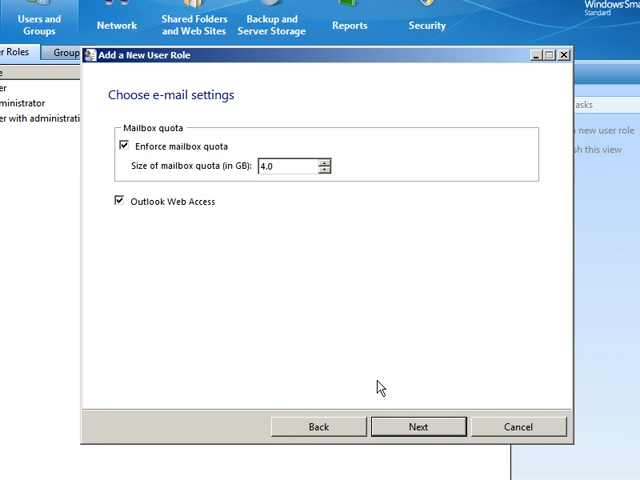 Users and Groups
Network
Shared Folders and Web Sites
Backup and Server Storage
Reports
Security
Windows Sma
Standard
er Roles
Group
Add a New User Role
e
er
ministrator
er with administrati
asks
new user role
sh this view
Choose e-mail settings
Mailbox quota
Enforce mailbox quota
Size of mailbox quota (in GB): 4.0
Outlook Web Access
Back
Next
Cancel